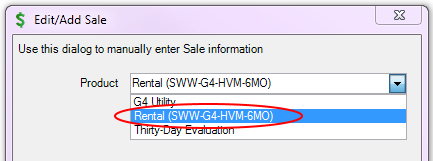 Edit/Add Sale
Use this dialog to manually enter Sale information
Product Rental (SWW-G4-HVM-6MO)
G4 Utility
Rental (SWW-G4-HVM-6MO)
Thirty-Day Evaluation